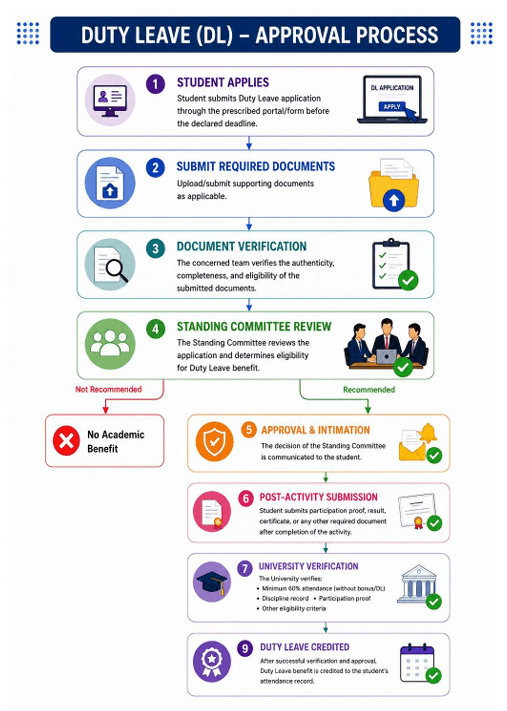 DUTY LEAVE (DL) – APPROVAL PROCESS
1 STUDENT APPLIES
Student submits Duty Leave application
through the prescribed portal/form before
the declared deadline.
DL APPLICATION
APPLY
2 SUBMIT REQUIRED DOCUMENTS
Upload/submit supporting documents
as applicable.
3 DOCUMENT VERIFICATION
The concerned team verifies the authenticity,
completeness, and eligibility of the
submitted documents.
4 STANDING COMMITTEE REVIEW
The Standing Committee reviews the
application and determines eligibility
for Duty Leave benefit.
Not Recommended
Recommended
No Academic
Benefit
5 APPROVAL & INTIMATION
The decision of the Standing Committee
is communicated to the student.
6 POST-ACTIVITY SUBMISSION
Student submits participation proof, result,
certificate, or any other required document
after completion of the activity.
7 UNIVERSITY VERIFICATION
The University verifies:
• Minimum 60% attendance (without bonus/DL)
• Discipline record • Participation proof
• Other eligibility criteria
9 DUTY LEAVE CREDITED
After successful verification and approval,
Duty Leave benefit is credited to the student's
attendance record.